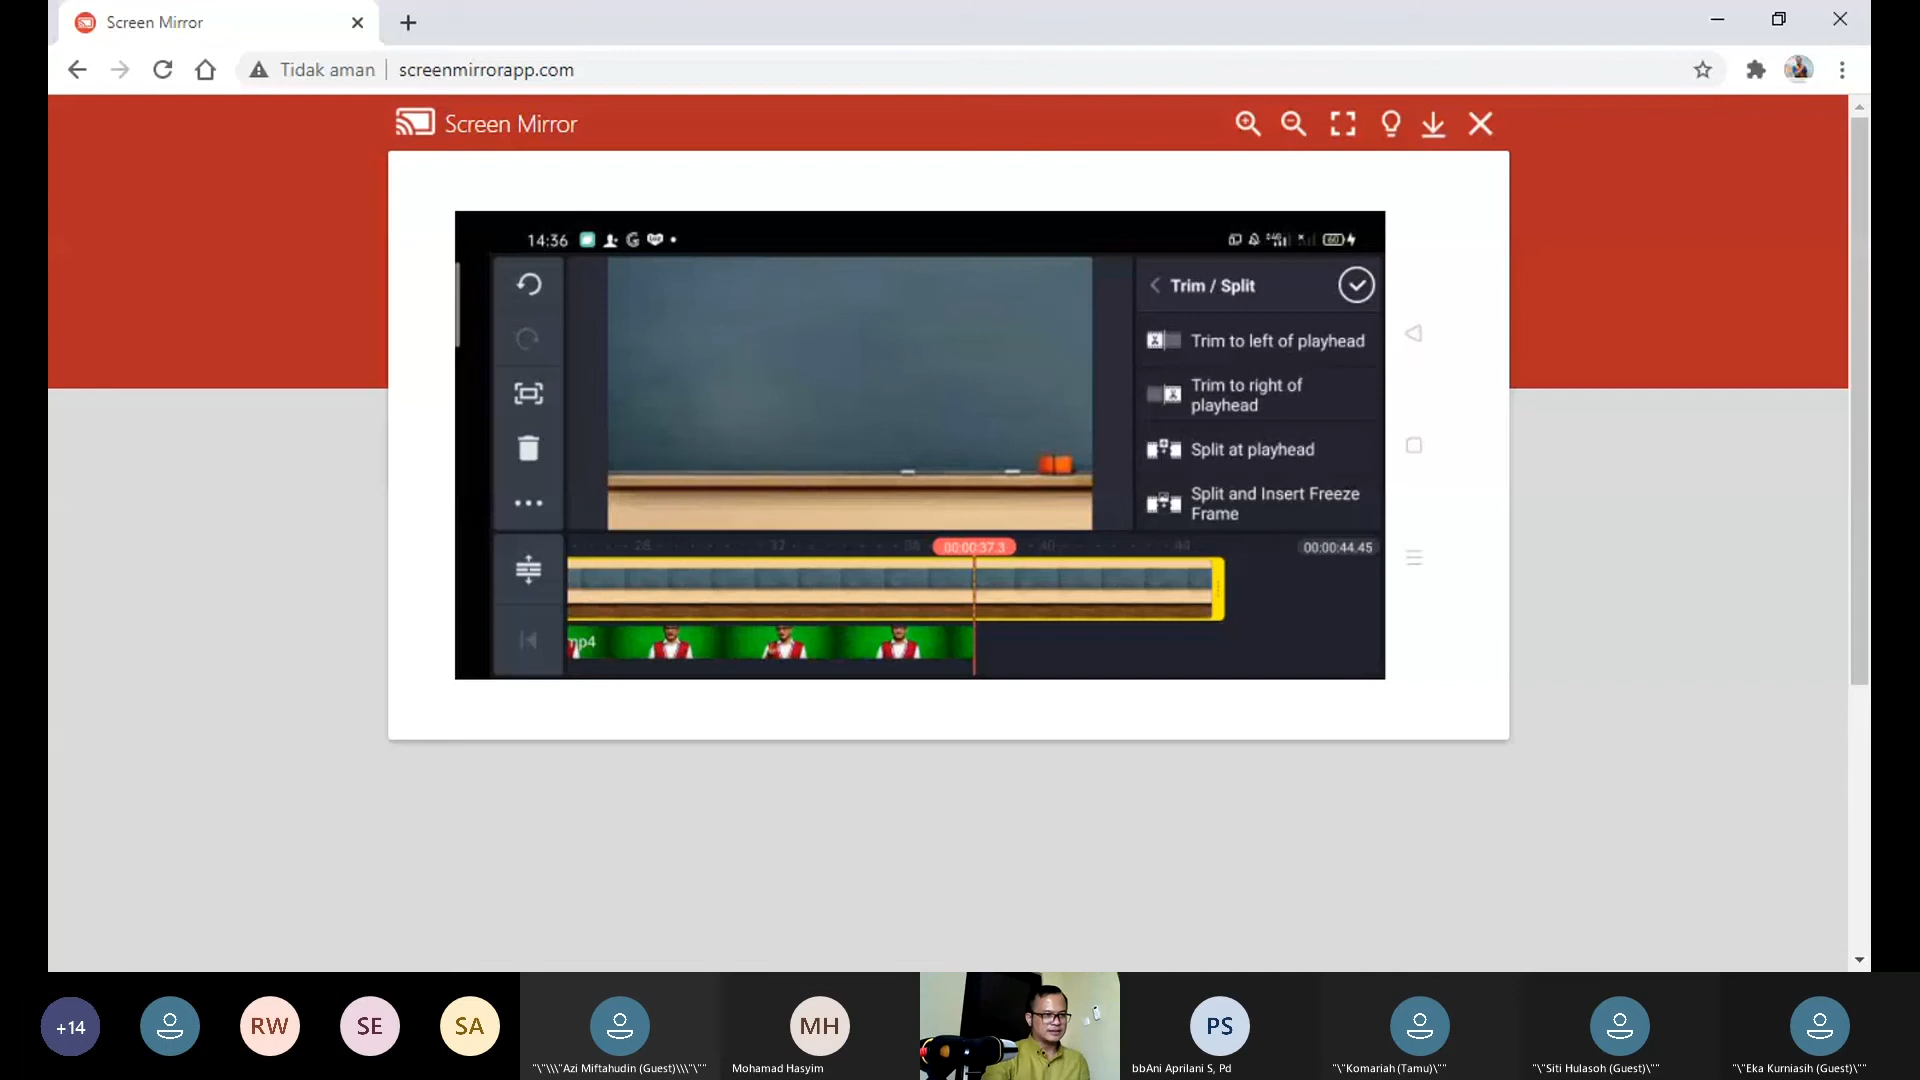 Screen Mirror
Tidak aman
screenmirrorapp.com
Screen Mirror
14:36
Trim / Split
Trim to left of playhead
Trim to right of
playhead
Split at playhead
Split and Insert Freeze
Frame
28
32
40
00:00:37.3
00:00:44.45
mp4
+14
RW
SE
SA
MH
PS
"\"\\\"Azi Miftahudin (Guest)\\\"\""
Mohamad Hasyim
bbAni Aprilani S, Pd
"\"Komariah (Tamu)\""
"\"Siti Hulasoh (Guest)\""
"\"Eka Kurniasih (Guest)\""